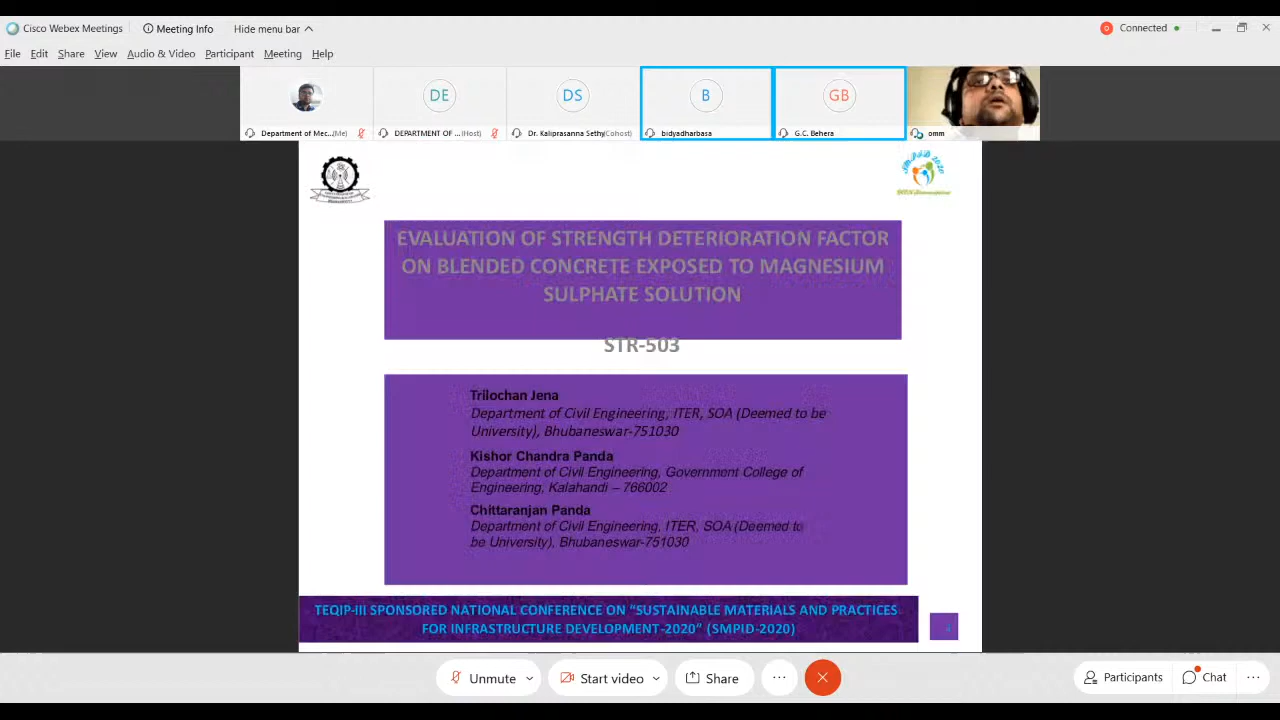 Cisco Webex Meetings
Meeting Info
Hide menu bar
Connected
File Edit Share View Audio & Video Participant Meeting Help
DE
DS
B
GB
Department of Mec...(Me)
DEPARTMENT OF ...(Host)
Dr. Kaliprasanna Sethy(Cohost)
bidyadharbasa
G.C. Behera
omm
SMPID 2020
EVALUATION OF STRENGTH DETERIORATION FACTOR
ON BLENDED CONCRETE EXPOSED TO MAGNESIUM
SULPHATE SOLUTION
STR-503
Trilochan Jena
Department of Civil Engineering, ITER, SOA (Deemed to be
University), Bhubaneswar-751030
Kishor Chandra Panda
Department of Civil Engineering, Government College of
Engineering, Kalahandi – 766002
Chittaranjan Panda
Department of Civil Engineering, ITER, SOA (Deemed to
be University), Bhubaneswar-751030
TEQIP-III SPONSORED NATIONAL CONFERENCE ON "SUSTAINABLE MATERIALS AND PRACTICES
FOR INFRASTRUCTURE DEVELOPMENT-2020" (SMPID-2020)
Unmute
Start video
Share
Participants
Chat